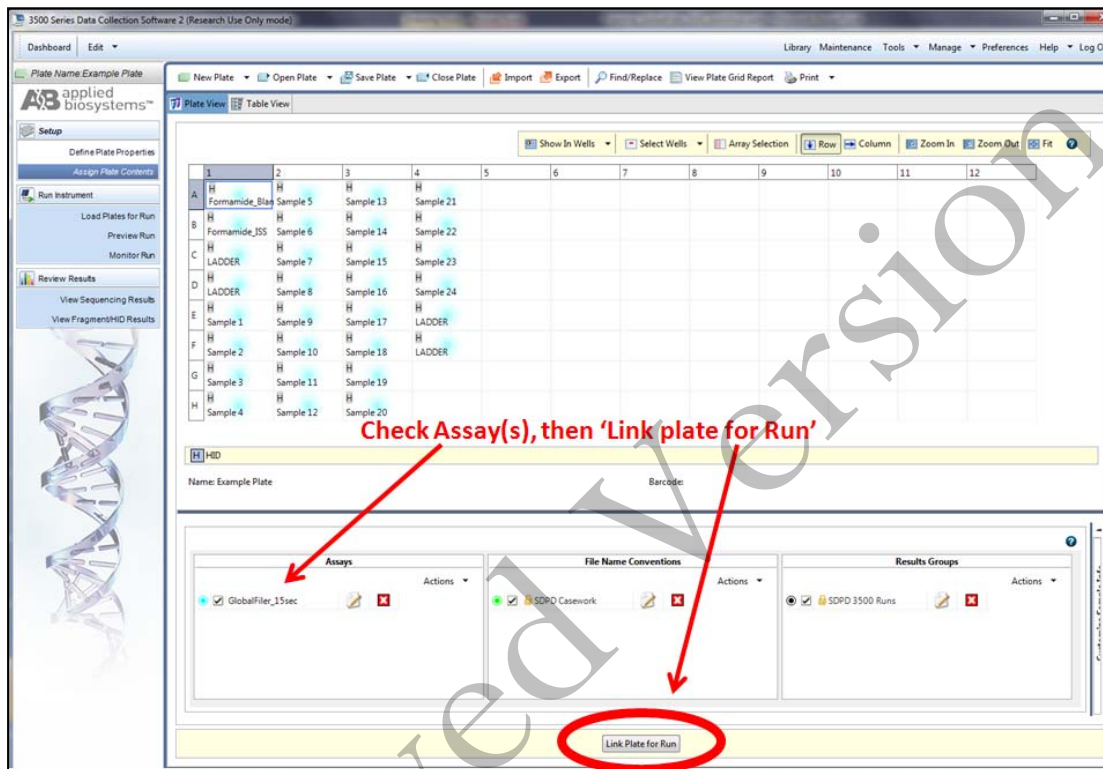 3500 Series Data Collection Software 2 (Research Use Only mode)
Dashboard Edit Library Maintenance Tools Manage Preferences Help Log O
Plate Name: Example Plate
New Plate Open Plate Save Plate Close Plate Import Export Find/Replace View Plate Grid Report Print
AB applied biosystems™
Plate View Table View
Setup
Define Plate Properties
Assign Plate Contents
Run Instrument
Load Plates for Run
Preview Run
Monitor Run
Review Results
View Sequencing Results
View Fragment/HID Results
Show In Wells Select Wells Array Selection Row Column Zoom In Zoom Out Fit
1 2 3 4 5 6 7 8 9 10 11 12
A
H H H H
Formamide_Blan Sample 5 Sample 13 Sample 21
B
H H H H
Formamide_ISS Sample 6 Sample 14 Sample 22
C
H H H H
LADDER Sample 7 Sample 15 Sample 23
D
H H H H
LADDER Sample 8 Sample 16 Sample 24
E
H H H H
Sample 1 Sample 9 Sample 17 LADDER
F
H H H H
Sample 2 Sample 10 Sample 18 LADDER
G
H H H
Sample 3 Sample 11 Sample 19
H
H H H
Sample 4 Sample 12 Sample 20
Check Assay(s), then ‘Link plate for Run’
H HID
Name: Example Plate Barcode:
Assays File Name Conventions Results Groups
Actions Actions Actions
GlobalFiler_15sec SDPD Casework SDPD 3500 Runs
Link Plate for Run
ved Version